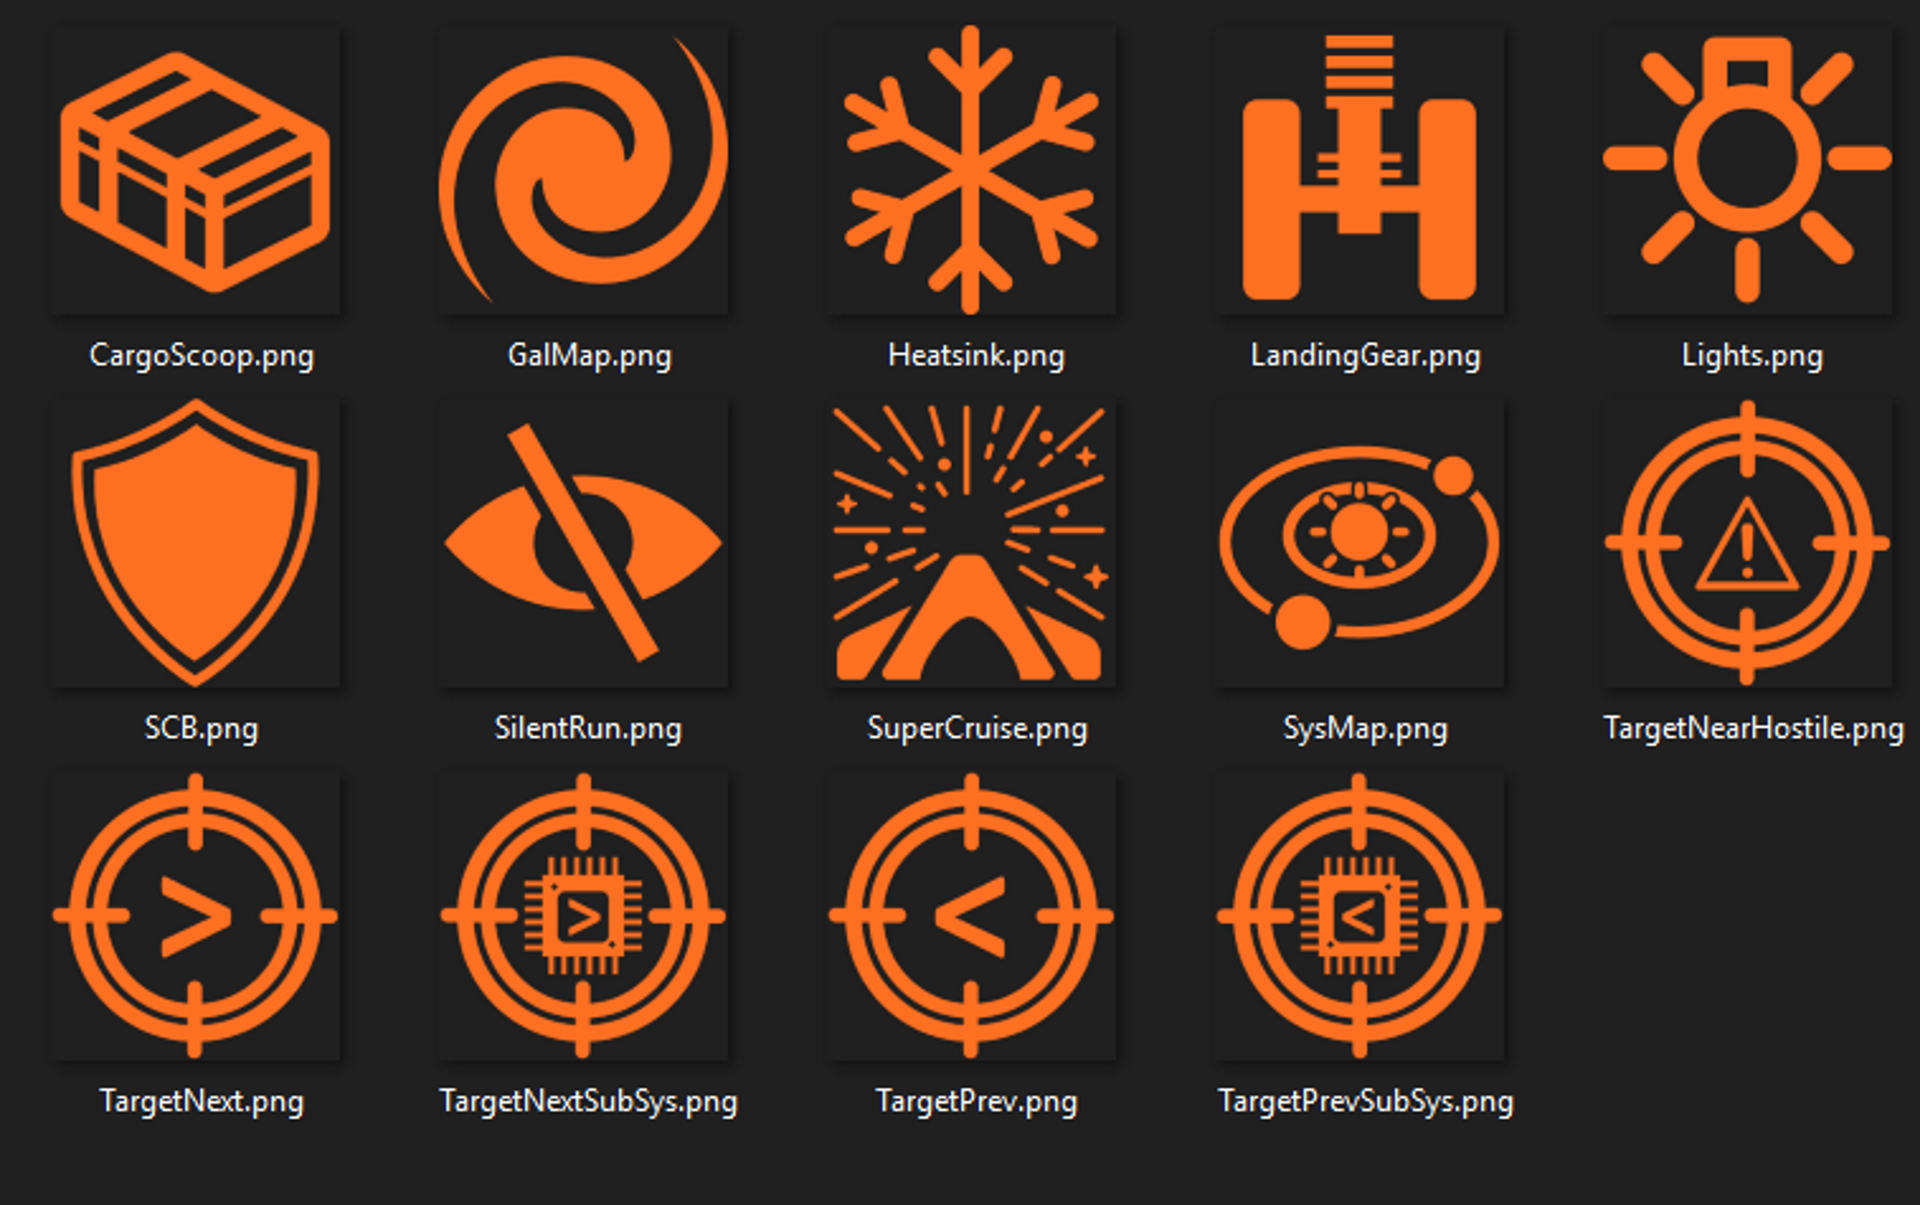 CargoScoop.png
GalMap.png
Heatsink.png
LandingGear.png
Lights.png
SCB.png
SilentRun.png
SuperCruise.png
SysMap.png
TargetNearHostile.png
TargetNext.png
TargetNextSubSys.png
TargetPrev.png
TargetPrevSubSys.png